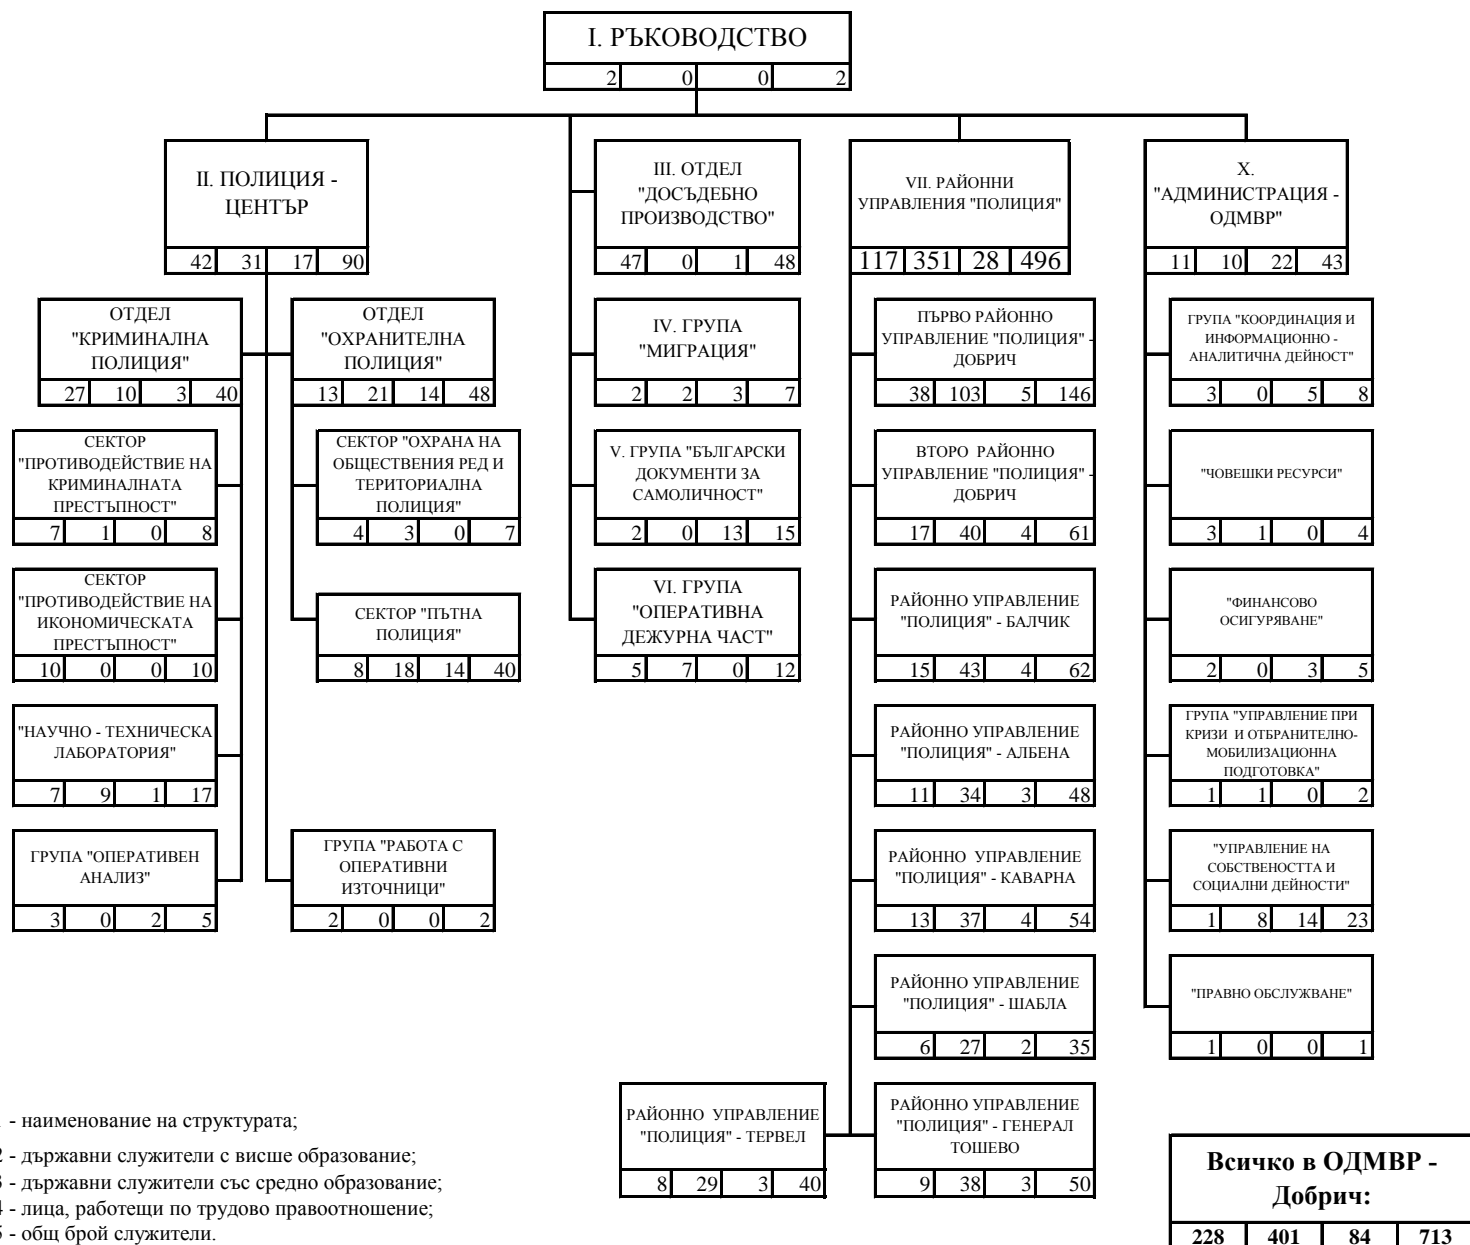 I. РЪКОВОДСТВО
2 0 0 2
II. ПОЛИЦИЯ -
ЦЕНТЪР
42 31 17 90
ОТДЕЛ
"КРИМИНАЛНА
ПОЛИЦИЯ"
27 10 3 40
СЕКТОР
"ПРОТИВОДЕЙСТВИЕ НА
КРИМИНАЛНАТА
ПРЕСТЪПНОСТ"
7 1 0 8
СЕКТОР
"ПРОТИВОДЕЙСТВИЕ НА
ИКОНОМИЧЕСКАТА
ПРЕСТЪПНОСТ"
10 0 0 10
"НАУЧНО - ТЕХНИЧЕСКА
ЛАБОРАТОРИЯ"
7 9 1 17
ГРУПА "ОПЕРАТИВЕН
АНАЛИЗ"
3 0 2 5
ОТДЕЛ
"ОХРАНИТЕЛНА
ПОЛИЦИЯ"
13 21 14 48
СЕКТОР "ОХРАНА НА
ОБЩЕСТВЕНИЯ РЕД И
ТЕРИТОРИАЛНА
ПОЛИЦИЯ"
4 3 0 7
СЕКТОР "ПЪТНА
ПОЛИЦИЯ"
8 18 14 40
ГРУПА "РАБОТА С
ОПЕРАТИВНИ
ИЗТОЧНИЦИ"
2 0 0 2
III. ОТДЕЛ
"ДОСЪДЕБНО
ПРОИЗВОДСТВО"
47 0 1 48
IV. ГРУПА
"МИГРАЦИЯ"
2 2 3 7
V. ГРУПА "БЪЛГАРСКИ
ДОКУМЕНТИ ЗА
САМОЛИЧНОСТ"
2 0 13 15
VI. ГРУПА
"ОПЕРАТИВНА
ДЕЖУРНА ЧАСТ"
5 7 0 12
VII. РАЙОННИ
УПРАВЛЕНИЯ "ПОЛИЦИЯ"
117 351 28 496
ПЪРВО РАЙОННО
УПРАВЛЕНИЕ "ПОЛИЦИЯ" -
ДОБРИЧ
38 103 5 146
ВТОРО РАЙОННО
УПРАВЛЕНИЕ "ПОЛИЦИЯ" -
ДОБРИЧ
17 40 4 61
РАЙОННО УПРАВЛЕНИЕ
"ПОЛИЦИЯ" - БАЛЧИК
15 43 4 62
РАЙОННО УПРАВЛЕНИЕ
"ПОЛИЦИЯ" - АЛБЕНА
11 34 3 48
РАЙОННО УПРАВЛЕНИЕ
"ПОЛИЦИЯ" - КАВАРНА
13 37 4 54
РАЙОННО УПРАВЛЕНИЕ
"ПОЛИЦИЯ" - ШАБЛА
6 27 2 35
РАЙОННО УПРАВЛЕНИЕ
"ПОЛИЦИЯ" - ТЕРВЕЛ
8 29 3 40
РАЙОННО УПРАВЛЕНИЕ
"ПОЛИЦИЯ" - ГЕНЕРАЛ
ТОШЕВО
9 38 3 50
X.
"АДМИНИСТРАЦИЯ -
ОДМВР"
11 10 22 43
ГРУПА "КООРДИНАЦИЯ И
ИНФОРМАЦИОННО -
АНАЛИТИЧНА ДЕЙНОСТ"
3 0 5 8
"ЧОВЕШКИ РЕСУРСИ"
3 1 0 4
"ФИНАНСОВО
ОСИГУРЯВАНЕ"
2 0 3 5
ГРУПА "УПРАВЛЕНИЕ ПРИ
КРИЗИ И ОТБРАНИТЕЛНО-
МОБИЛИЗАЦИОННА
ПОДГОТОВКА"
1 1 0 2
"УПРАВЛЕНИЕ НА
СОБСТВЕНОСТТА И
СОЦИАЛНИ ДЕЙНОСТИ"
1 8 14 23
"ПРАВНО ОБСЛУЖВАНЕ"
1 0 0 1
- наименование на структурата;
2 - държавни служители с висше образование;
3 - държавни служители със средно образование;
4 - лица, работещи по трудово правоотношение;
5 - общ брой служители.
Всичко в ОДМВР -
Добрич:
228 401 84 713